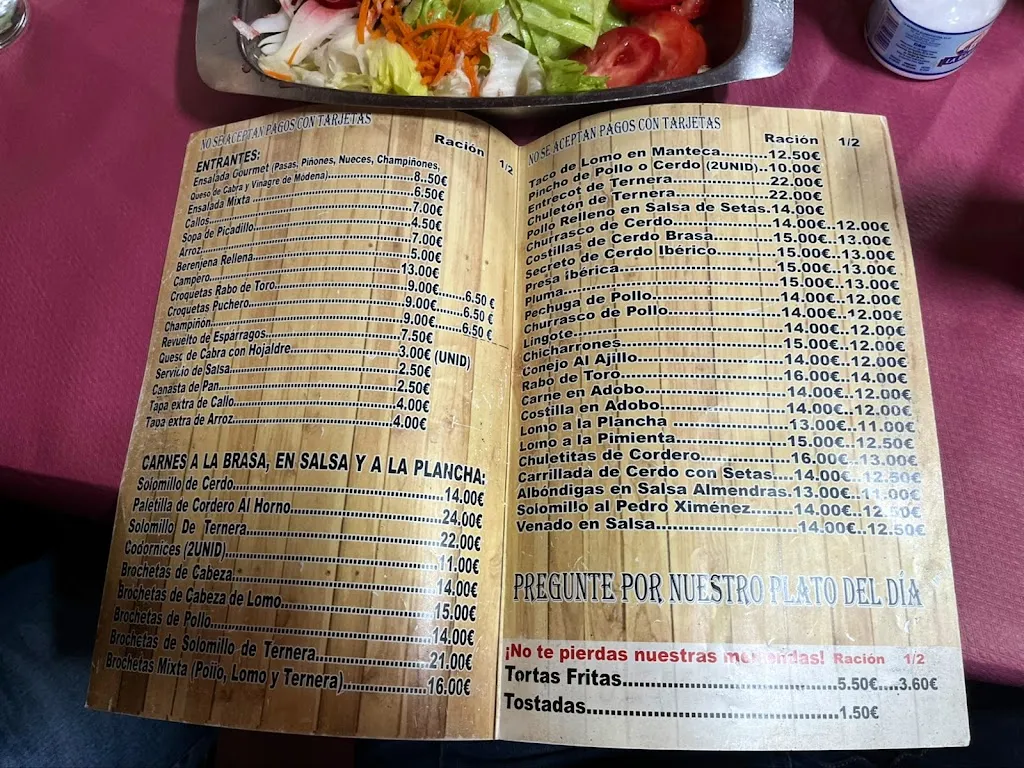 NO SE ACEPTAN PAGOS CON TARJETAS
Ración 1/2
ENTRANTES:
Ensalada Gourmet (Pasas, Piñones, Nueces, Champiñones,
Queso de Cabra y Vinagre de Módena)....................8.50€
Ensalada Mixta....................6.50€
Callos....................7.00€
Sopa de Picadillo....................4.50€
Arroz....................7.00€
Berenjena Rellena....................5.00€
Campero....................13.00€
Croquetas Rabo de Toro....................9.00€.........6.50 €
Croquetas Puchero....................9.00€.........6.50 €
Champiñón....................9.00€.........6.50 €
Revuelto de Espárragos....................7.50€
Queso de Cabra con Hojaldre....................3.00€ (UNID)
Servicio de Salsa....................2.50€
Canasta de Pan....................2.50€
Tapa extra de Callo....................4.00€
Tapa extra de Arroz....................4.00€
CARNES A LA BRASA, EN SALSA Y A LA PLANCHA:
Solomillo de Cerdo....................14.00€
Paletilla de Cordero Al Horno....................24.00€
Solomillo De Ternera....................22.00€
Codornices (2UNID)....................11.00€
Brochetas de Cabeza....................14.00€
Brochetas de Cabeza de Lomo....................15.00€
Brochetas de Pollo....................14.00€
Brochetas de Solomillo de Ternera....................21.00€
Brochetas Mixta (Pollo, Lomo y Ternera)....................16.00€
NO SE ACEPTAN PAGOS CON TARJETAS
Ración 1/2
Taco de Lomo en Manteca..........12.50€
Pincho de Pollo o Cerdo (2UNID)..10.00€
Entrecot de Ternera....................22.00€
Chuletón de Ternera....................22.00€
Pollo Relleno en Salsa de Setas.14.00€
Churrasco de Cerdo....................14.00€..12.00€
Costillas de Cerdo Brasa..........15.00€..13.00€
Secreto de Cerdo Ibérico..........15.00€..13.00€
Presa ibérica....................15.00€..13.00€
Pluma....................15.00€..13.00€
Pechuga de Pollo....................14.00€..12.00€
Churrasco de Pollo....................14.00€..12.00€
Lingote....................14.00€..12.00€
Chicharrones....................14.00€..12.00€
Conejo Al Ajillo....................14.00€..12.00€
Rabo de Toro....................16.00€..14.00€
Carne en Adobo....................14.00€..12.00€
Costilla en Adobo....................14.00€..12.00€
Lomo a la Plancha....................13.00€..11.00€
Lomo a la Pimienta....................15.00€..12.50€
Chuletitas de Cordero....................16.00€..13.00€
Carrillada de Cerdo con Setas.....14.00€..12.50€
Albóndigas en Salsa Almendras.13.00€..11.00€
Solomillo al Pedro Ximénez........14.00€..12.50€
Venado en Salsa....................14.00€..12.50€
PREGUNTE POR NUESTRO PLATO DEL DÍA
¡No te pierdas nuestras meriendas! Ración 1/2
Tortas Fritas....................5.50€....3.60€
Tostadas....................1.50€